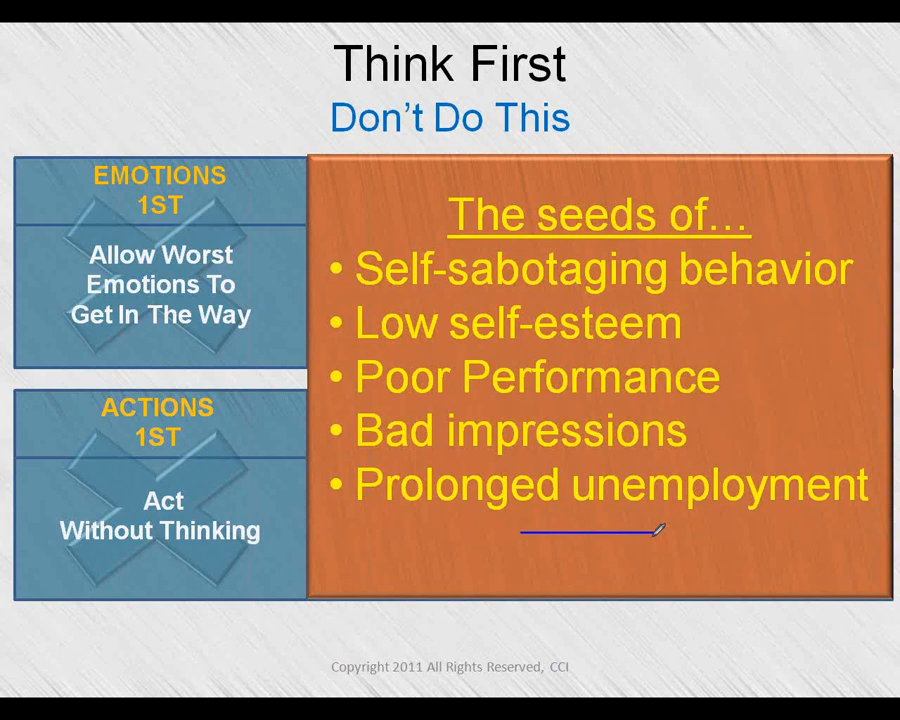 Think First
Don't Do This
EMOTIONS
1ST
Allow Worst
Emotions To
Get In The Way
ACTIONS
1ST
Act
Without Thinking
The seeds of…
• Self-sabotaging behavior
• Low self-esteem
• Poor Performance
• Bad impressions
• Prolonged unemployment
Copyright 2011 All Rights Reserved, CCI